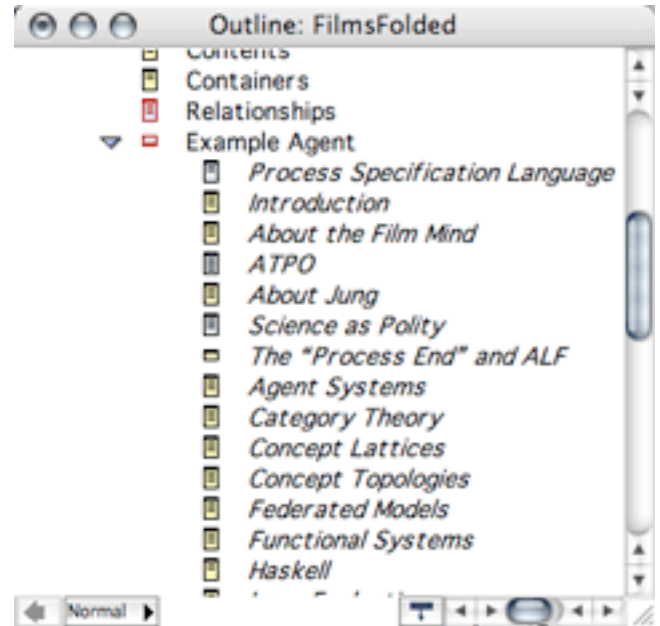 Outline: FilmsFolded
Contents
Containers
Relationships
Example Agent
Process Specification Language
Introduction
About the Film Mind
ATPO
About Jung
Science as Polity
The “Process End” and ALF
Agent Systems
Category Theory
Concept Lattices
Concept Topologies
Federated Models
Functional Systems
Haskell
Normal